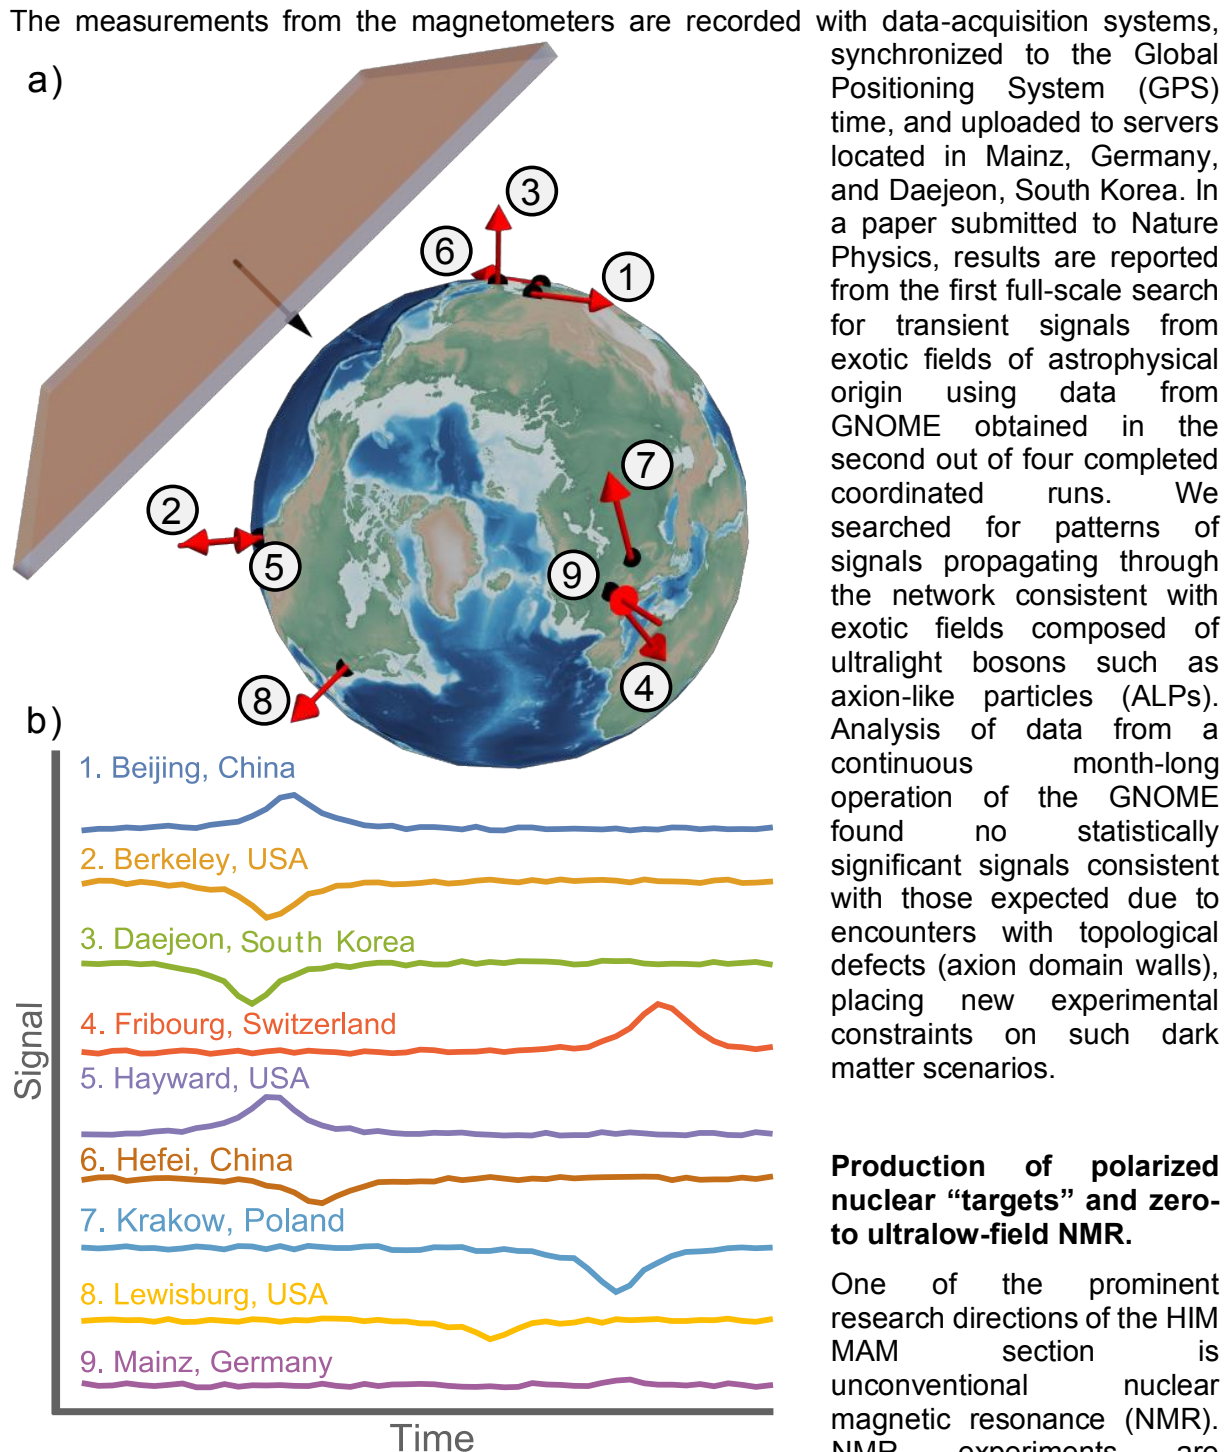 The measurements from the magnetometers are recorded with data-acquisition systems,
synchronized to the Global
Positioning System (GPS)
time, and uploaded to servers
located in Mainz, Germany,
and Daejeon, South Korea. In
a paper submitted to Nature
Physics, results are reported
from the first full-scale search
for transient signals from
exotic fields of astrophysical
origin using data from
GNOME obtained in the
second out of four completed
coordinated runs. We
searched for patterns of
signals propagating through
the network consistent with
exotic fields composed of
ultralight bosons such as
axion-like particles (ALPs).
Analysis of data from a
continuous month-long
operation of the GNOME
found no statistically
significant signals consistent
with those expected due to
encounters with topological
defects (axion domain walls),
placing new experimental
constraints on such dark
matter scenarios.
a)
3
6
1
7
2
5
9
4
8
b)
1. Beijing, China
2. Berkeley, USA
3. Daejeon, South Korea
4. Fribourg, Switzerland
5. Hayward, USA
6. Hefei, China
7. Krakow, Poland
8. Lewisburg, USA
9. Mainz, Germany
Signal
Time
Production of polarized
nuclear “targets” and zero-
to ultralow-field NMR.
One of the prominent
research directions of the HIM
MAM section is
unconventional nuclear
magnetic resonance (NMR).
NMR experiments are